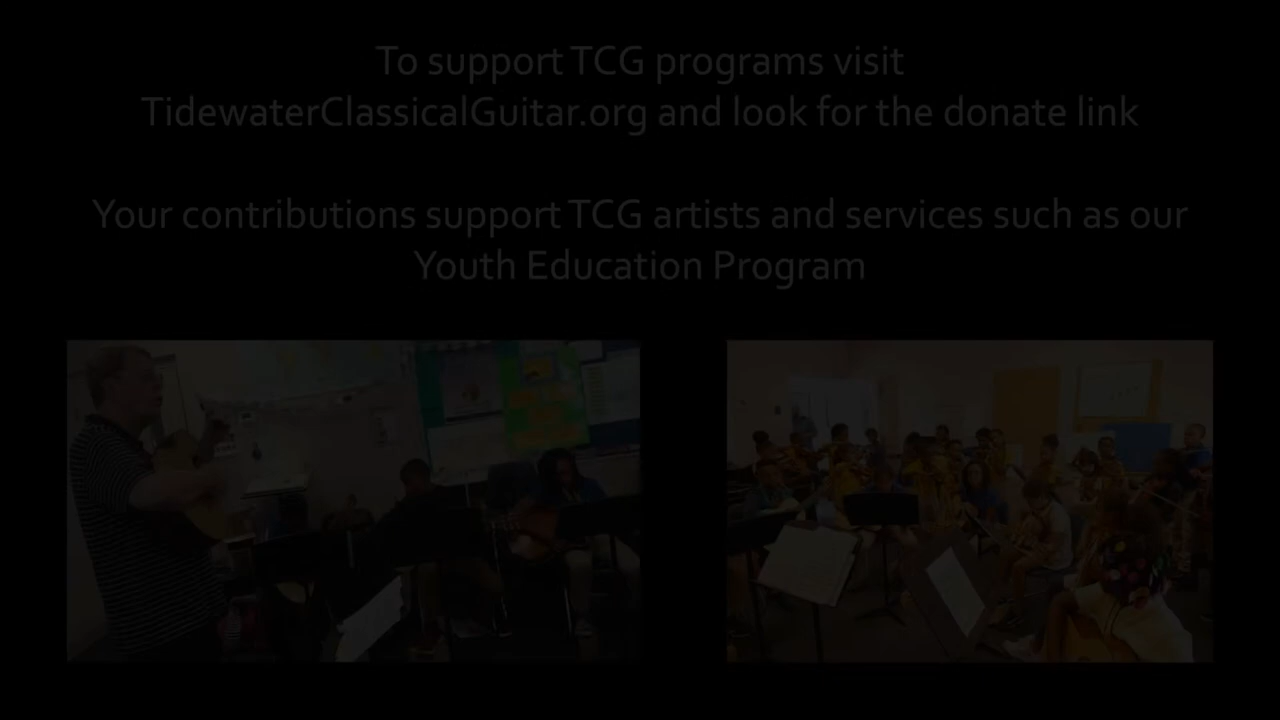 To support TCG programs visit
TidewaterClassicalGuitar.org and look for the donate link
Your contributions support TCG artists and services such as our
Youth Education Program